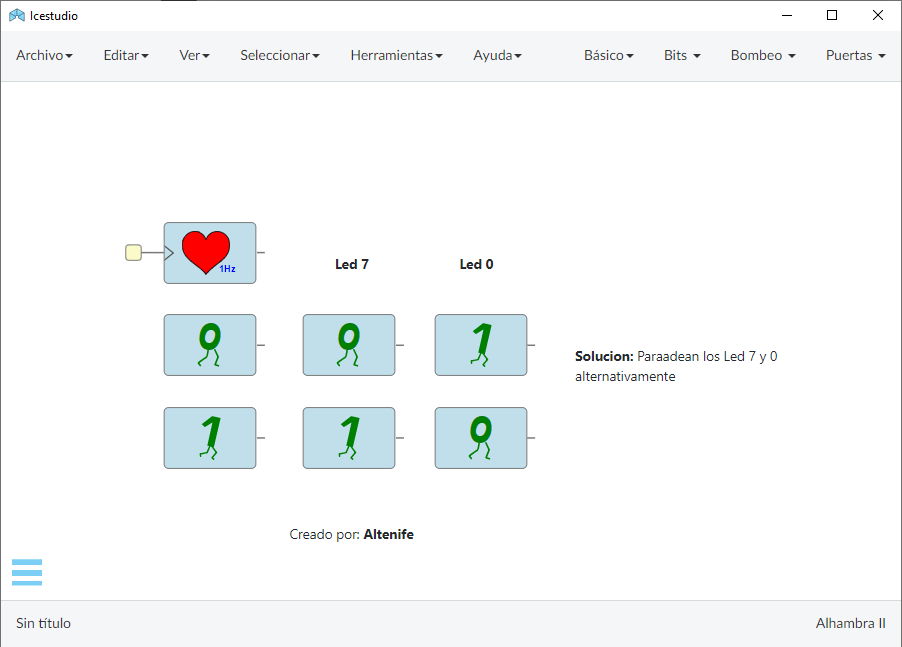 Icestudio
Archivo Editar Ver Seleccionar Herramientas Ayuda Básico Bits Bombeo Puertas
1Hz
Led 7 Led 0
0 0 1
Solucion: Paraadean los Led 7 y 0
alternativamente
1 1 0
Creado por: Altenife
Sin título Alhambra II